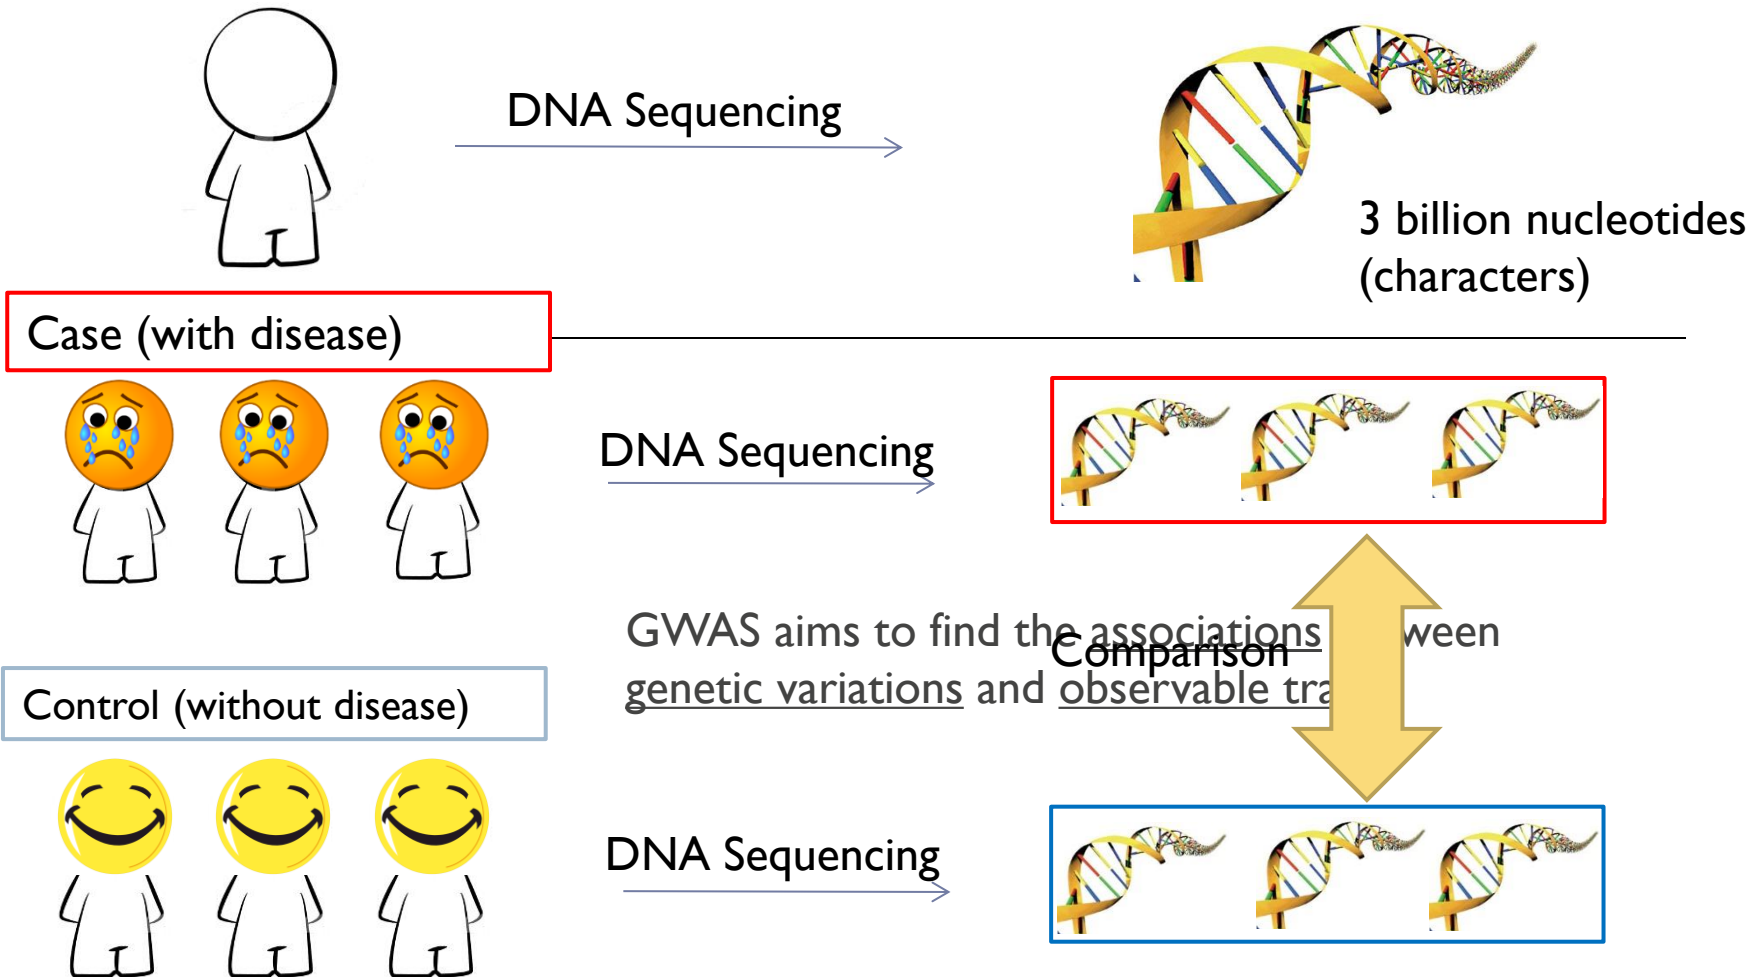 DNA Sequencing
3 billion nucleotides
(characters)
Case (with disease)
DNA Sequencing
GWAS aims to find the associations ween
Comparison
genetic variations and observable tra
Control (without disease)
DNA Sequencing